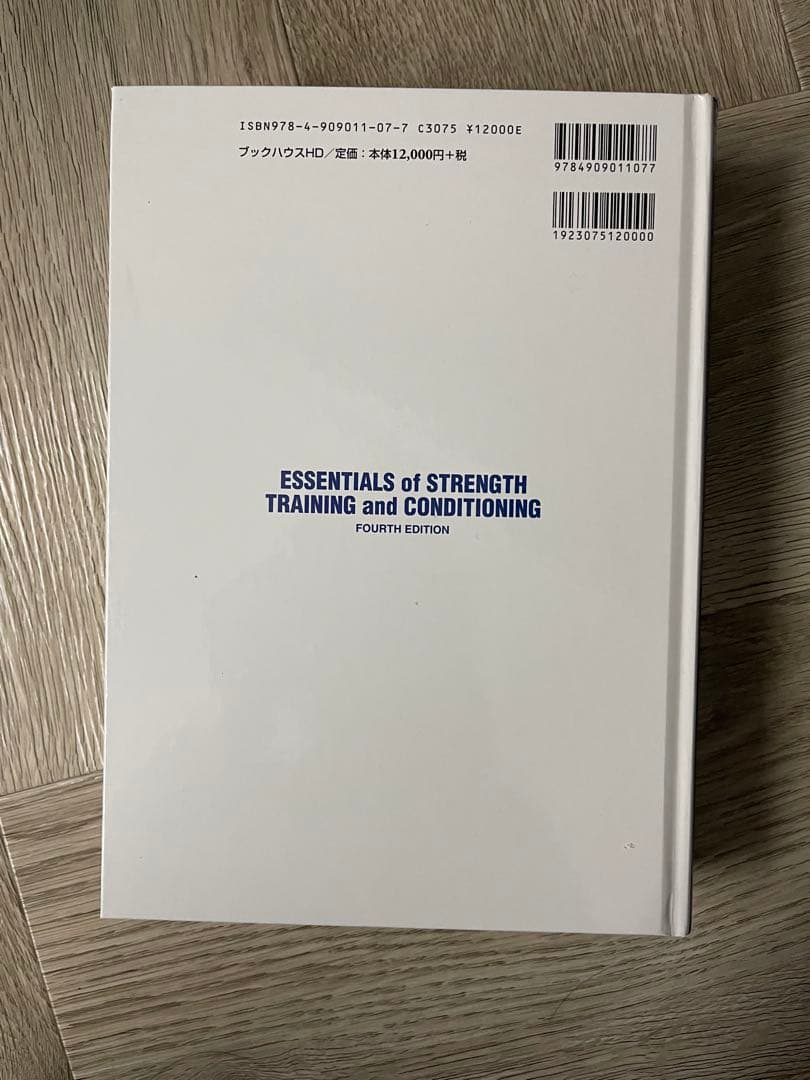 ISBN978-4-909011-07-7 C3075 ¥12000E
ブックハウスHD／定価：本体12,000円+税
9784909011077
1923075120000
ESSENTIALS of STRENGTH
TRAINING and CONDITIONING
FOURTH EDITION